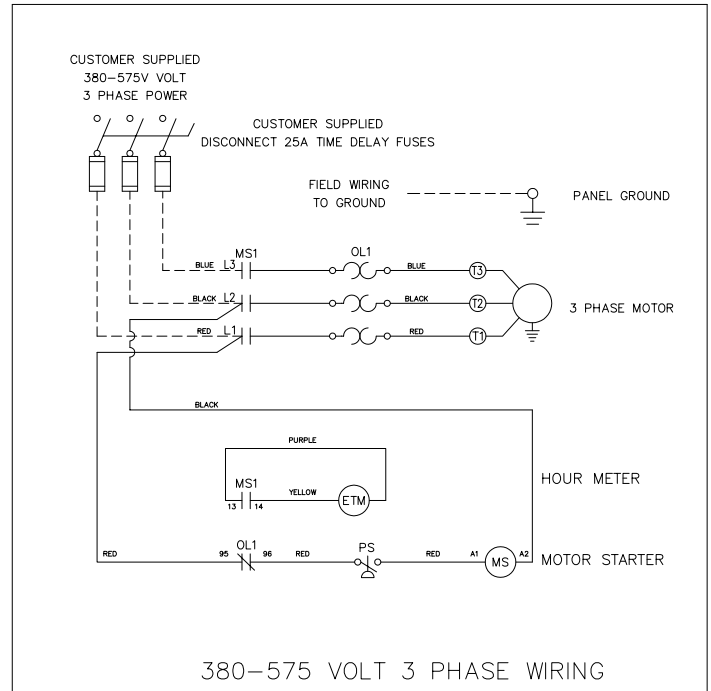 CUSTOMER SUPPLIED
380-575V VOLT
3 PHASE POWER
CUSTOMER SUPPLIED
DISCONNECT 25A TIME DELAY FUSES
FIELD WIRING
TO GROUND
PANEL GROUND
MS1
OL1
BLUE L3
BLUE
T3
BLACK L2
BLACK
T2
3 PHASE MOTOR
RED L1
RED
T1
BLACK
PURPLE
MS1
YELLOW
ETM
HOUR METER
13 14
RED
OL1
95 96
RED
PS
RED
A1
MS
A2
MOTOR STARTER
380-575 VOLT 3 PHASE WIRING